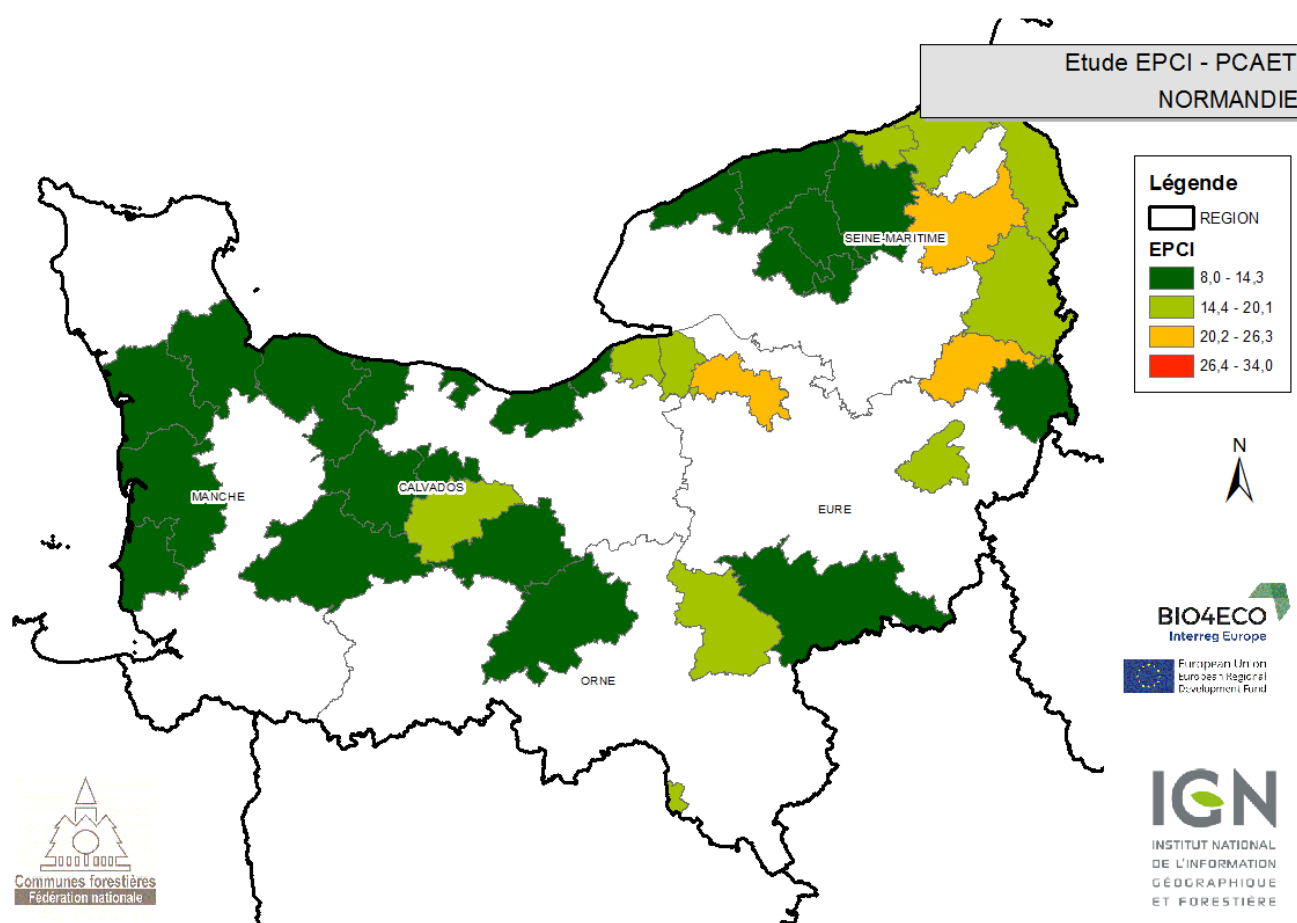 Etude EPCI - PCAET
NORMANDIE
Légende
REGION
EPCI
8,0 - 14,3
14,4 - 20,1
20,2 - 26,3
26,4 - 34,0
SEINE-MARITIME
MANCHE
CALVADOS
EURE
ORNE
N
BIO4ECO
Interreg Europe
European Union
European Regional
Development Fund
IGN
INSTITUT NATIONAL
DE L'INFORMATION
GÉOGRAPHIQUE
ET FORESTIÈRE
Communes forestières
Fédération nationale